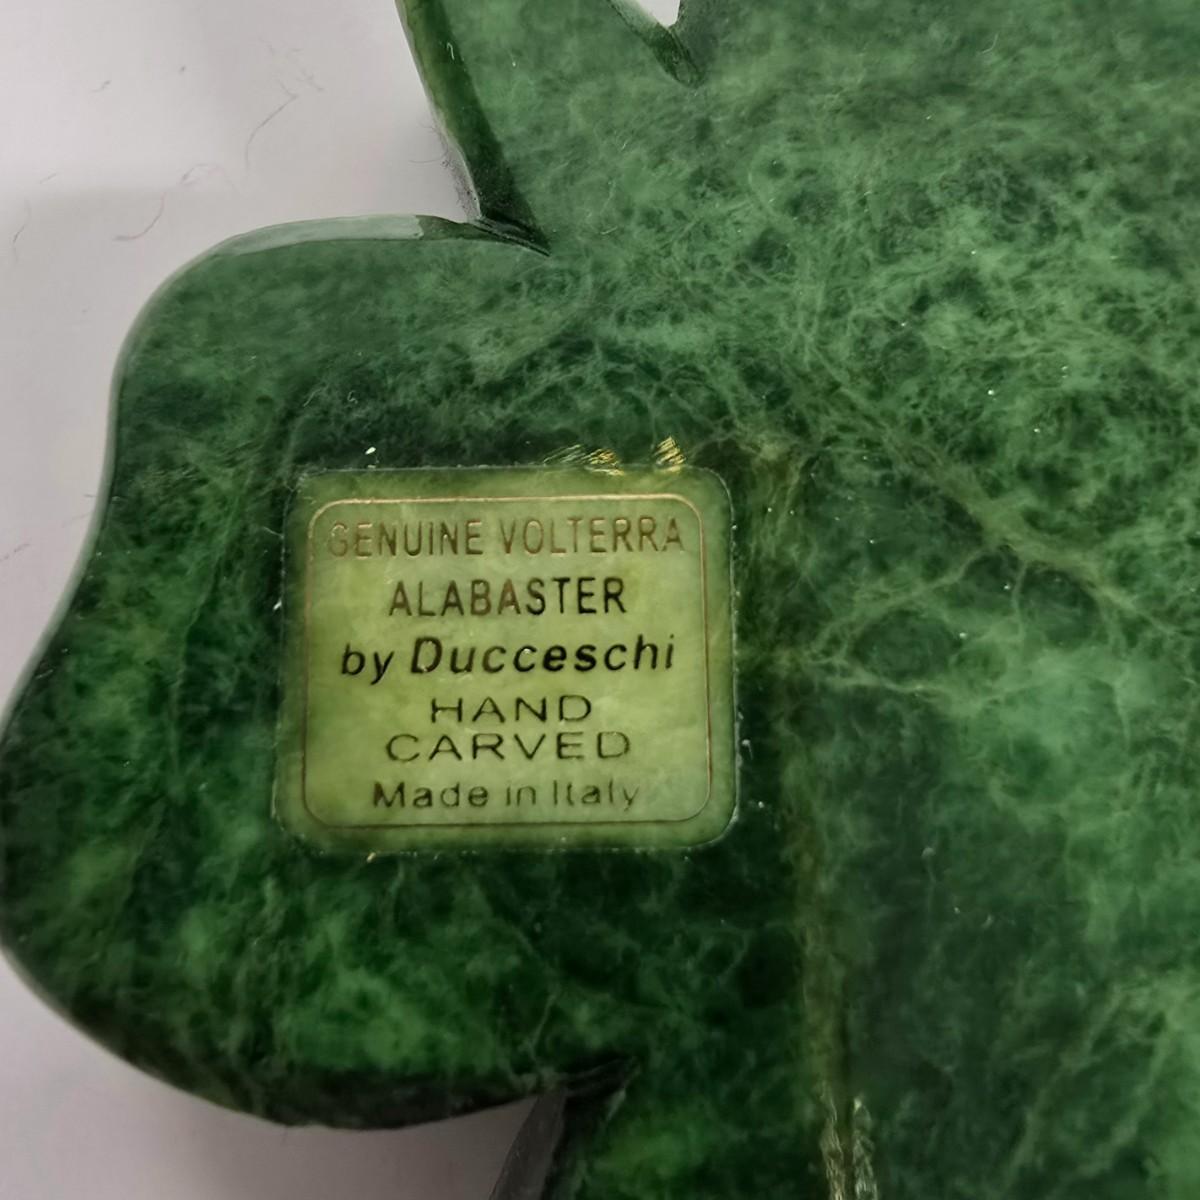 GENUINE VOLTERRA
ALABASTER
by Ducceschi
HAND
CARVED
Made in Italy